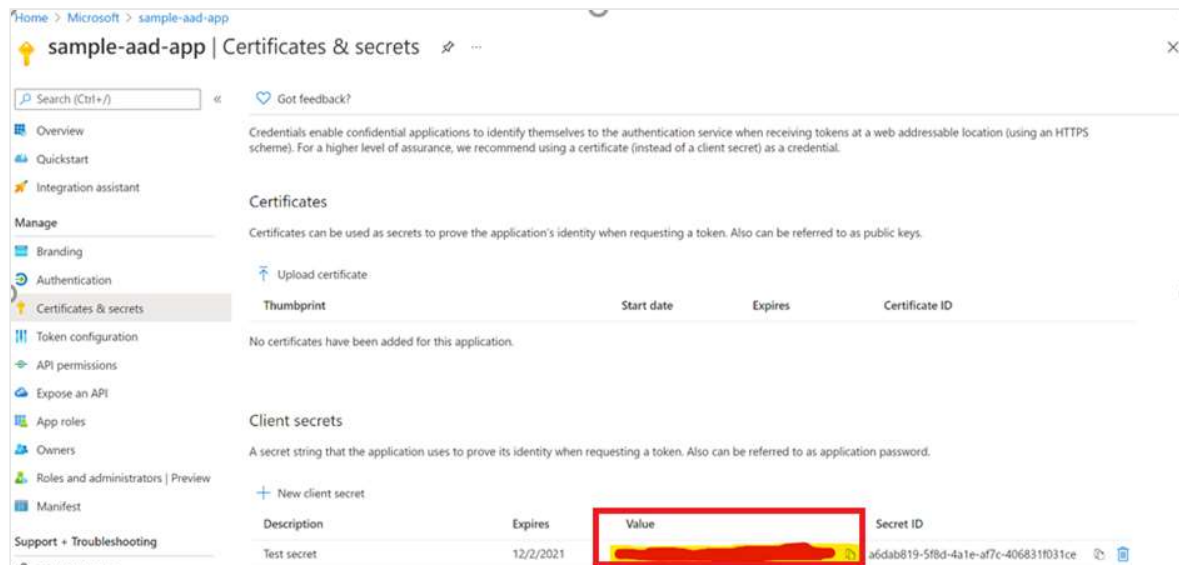 Home > Microsoft > sample-aad-app
sample-aad-app | Certificates & secrets
Search (Ctrl+/)
Got feedback?
Overview
Quickstart
Integration assistant
Manage
Branding
Authentication
Certificates & secrets
Token configuration
API permissions
Expose an API
App roles
Owners
Roles and administrators | Preview
Manifest
Support + Troubleshooting
Credentials enable confidential applications to identify themselves to the authentication service when receiving tokens at a web addressable location (using an HTTPS
scheme). For a higher level of assurance, we recommend using a certificate (instead of a client secret) as a credential.
Certificates
Certificates can be used as secrets to prove the application's identity when requesting a token. Also can be referred to as public keys.
Upload certificate
Thumbprint Start date Expires Certificate ID
No certificates have been added for this application.
Client secrets
A secret string that the application uses to prove its identity when requesting a token. Also can be referred to as application password.
New client secret
Description Expires Value Secret ID
Test secret 12/2/2021 a6dab819-5f8d-4a1e-af7c-406831f031ce